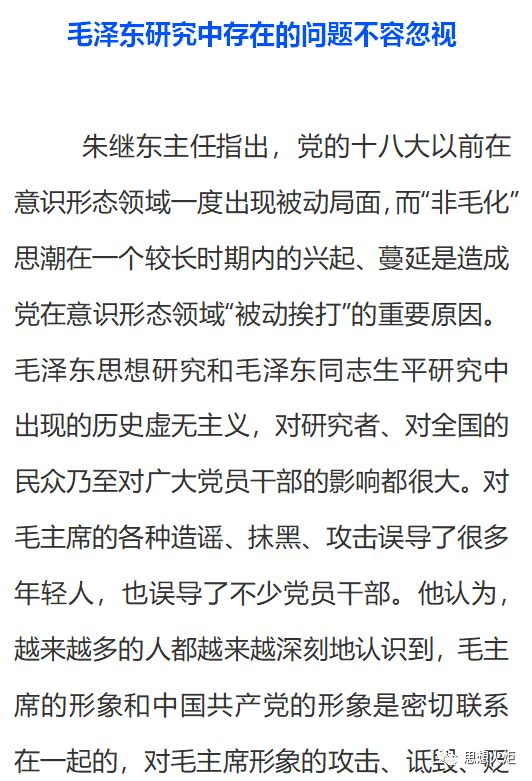 毛泽东研究中存在的问题不容忽视
朱继东主任指出，党的十八大以前在
意识形态领域一度出现被动局面，而“非毛化”
思潮在一个较长时期内的兴起、蔓延是造成
党在意识形态领域“被动挨打”的重要原因。
毛泽东思想研究和毛泽东同志生平研究中
出现的历史虚无主义，对研究者、对全国的
民众乃至对广大党员干部的影响都很大。对
毛主席的各种造谣、抹黑、攻击误导了很多
年轻人，也误导了不少党员干部。他认为，
越来越多的人都越来越深刻地认识到，毛主
席的形象和中国共产党的形象是密切联系
在一起的，对毛主席形象的攻击、诋毁、贬
思想火炬